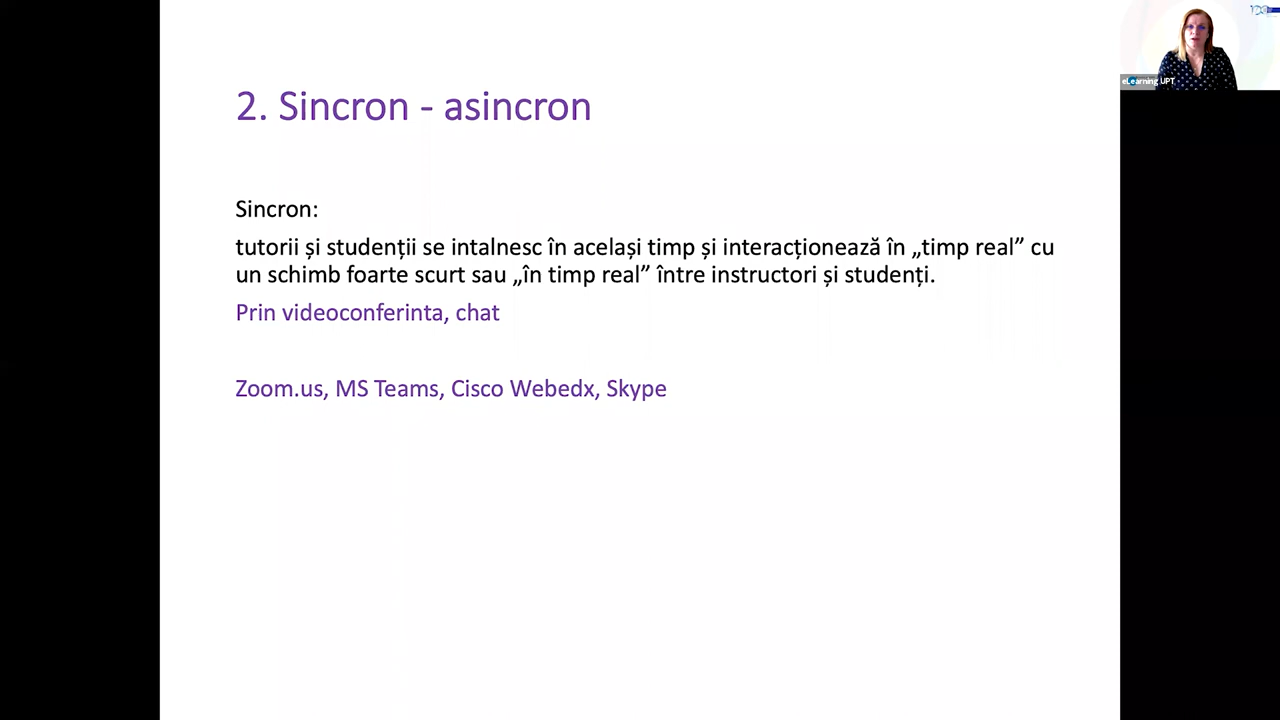 2. Sincron - asincron
Sincron:
tutorii și studenții se intalnesc în același timp și interacționează în „timp real” cu
un schimb foarte scurt sau „în timp real” între instructori și studenți.
Prin videoconferinta, chat
Zoom.us, MS Teams, Cisco Webedx, Skype
eLearning UPT